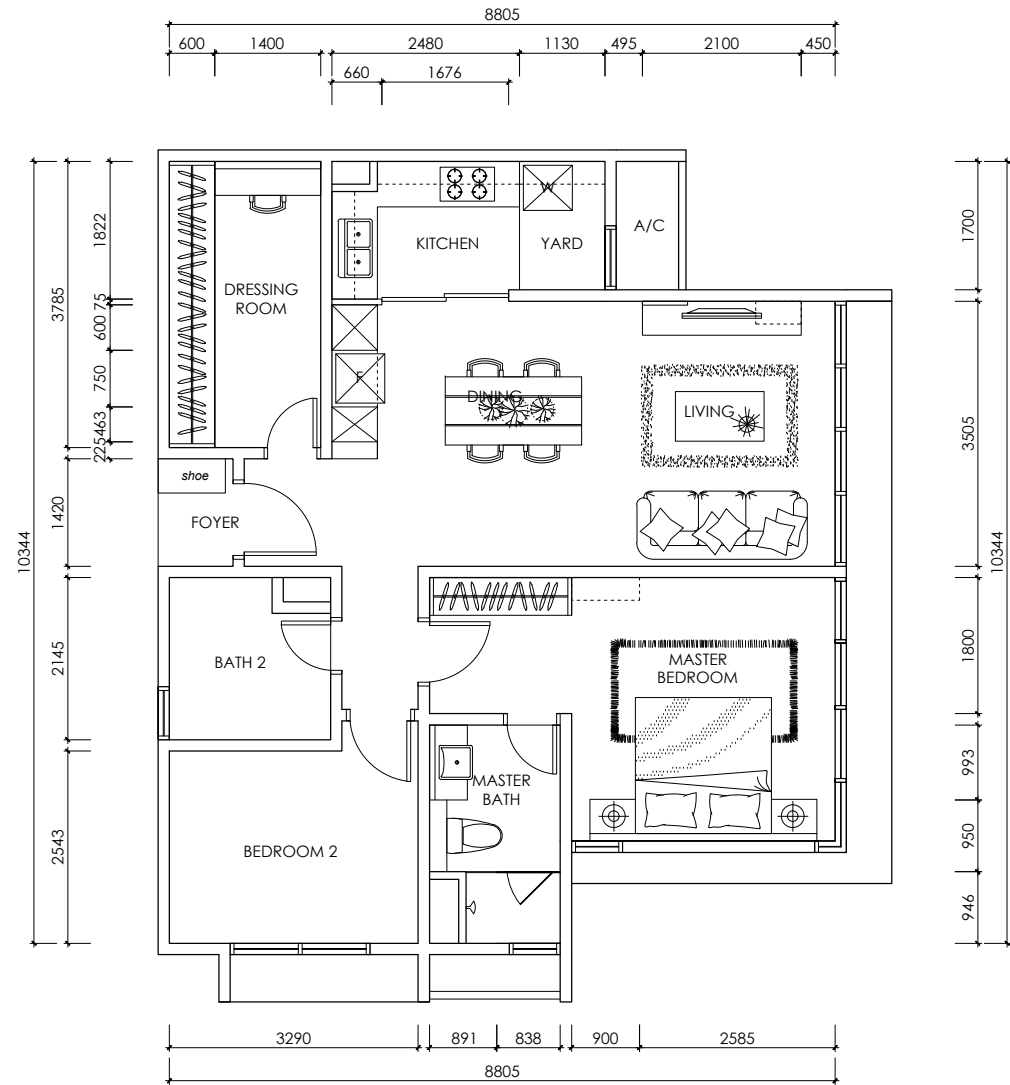 8805
600 1400 2480 1130 495 2100 450
660 1676
1822
75
600
750
463
225
3785
1420
10344
2145
2543
1700
3505
10344
1800
993
950
946
W
KITCHEN
YARD
A/C
DRESSING
ROOM
F
DINING
LIVING
shoe
FOYER
BATH 2
MASTER
BEDROOM
MASTER
BATH
BEDROOM 2
3290 891 838 900 2585
8805